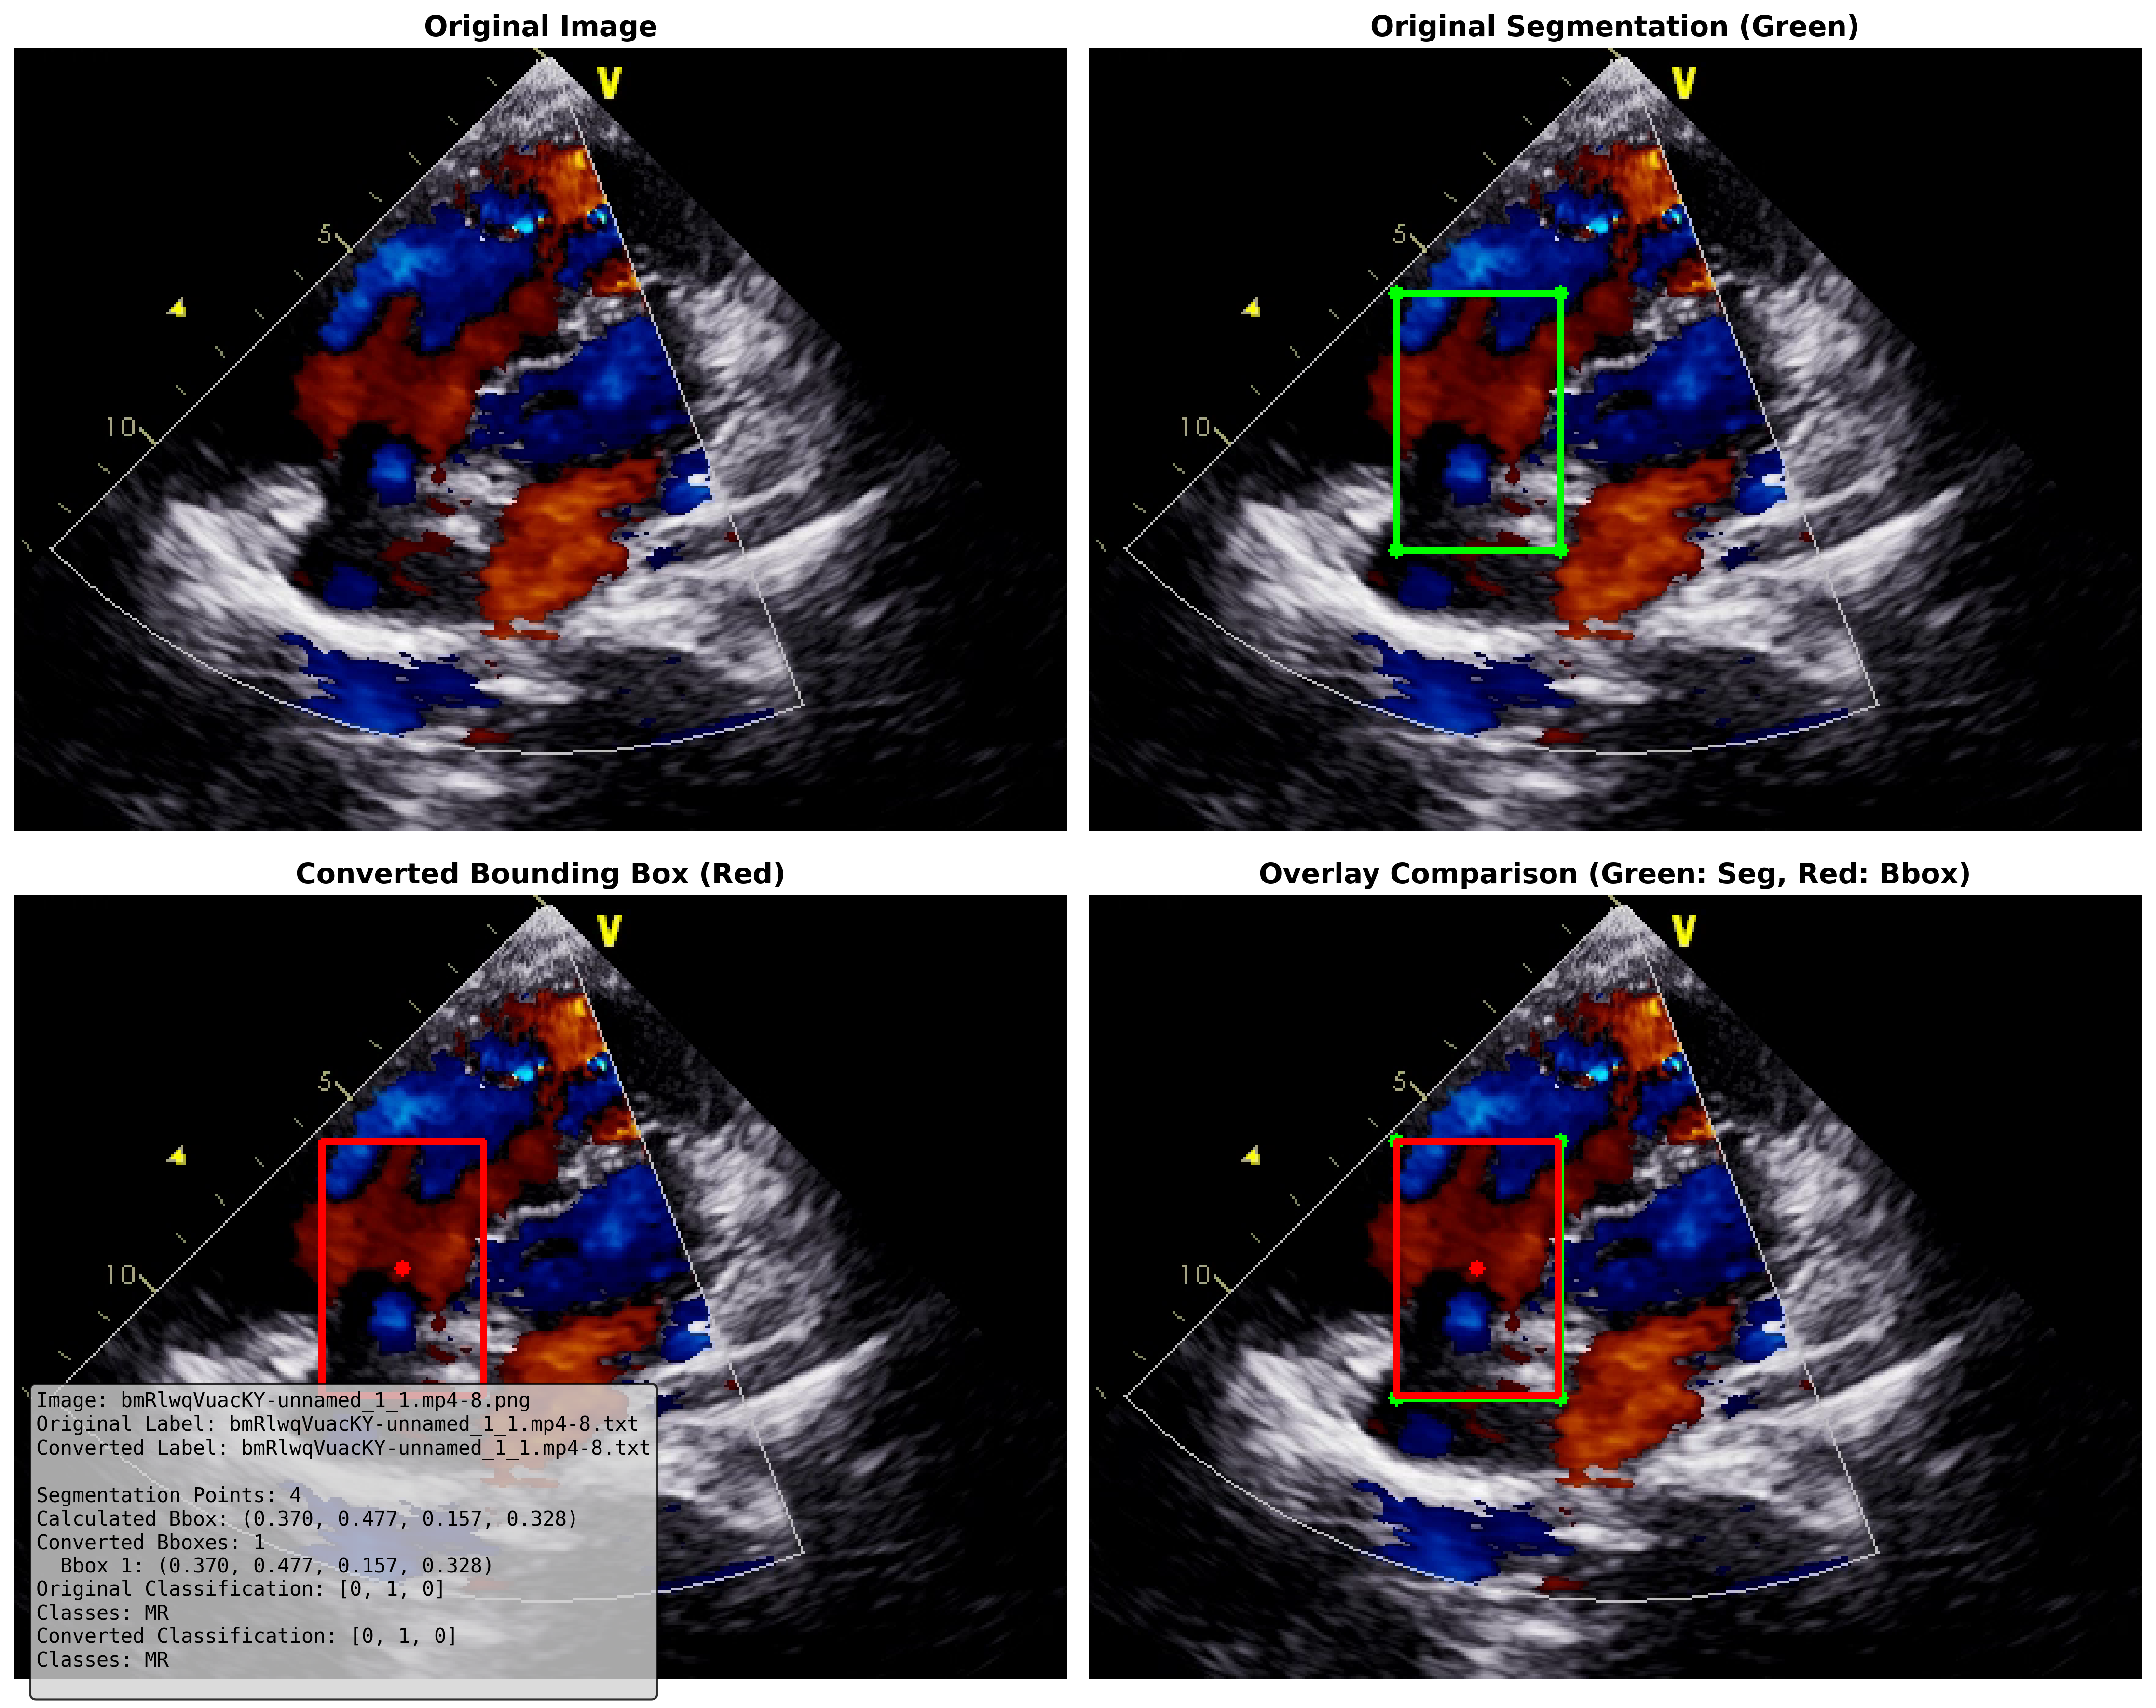 Original Image
Original Segmentation (Green)
V
5
10
V
5
10
Converted Bounding Box (Red)
Overlay Comparison (Green: Seg, Red: Bbox)
V
5
10
V
5
10
Image: bmRlwqVuacKY-unnamed_1_1.mp4-8.png
Original Label: bmRlwqVuacKY-unnamed_1_1.mp4-8.txt
Converted Label: bmRlwqVuacKY-unnamed_1_1.mp4-8.txt
Segmentation Points: 4
Calculated Bbox: (0.370, 0.477, 0.157, 0.328)
Converted Bboxes: 1
Bbox 1: (0.370, 0.477, 0.157, 0.328)
Original Classification: [0, 1, 0]
Classes: MR
Converted Classification: [0, 1, 0]
Classes: MR